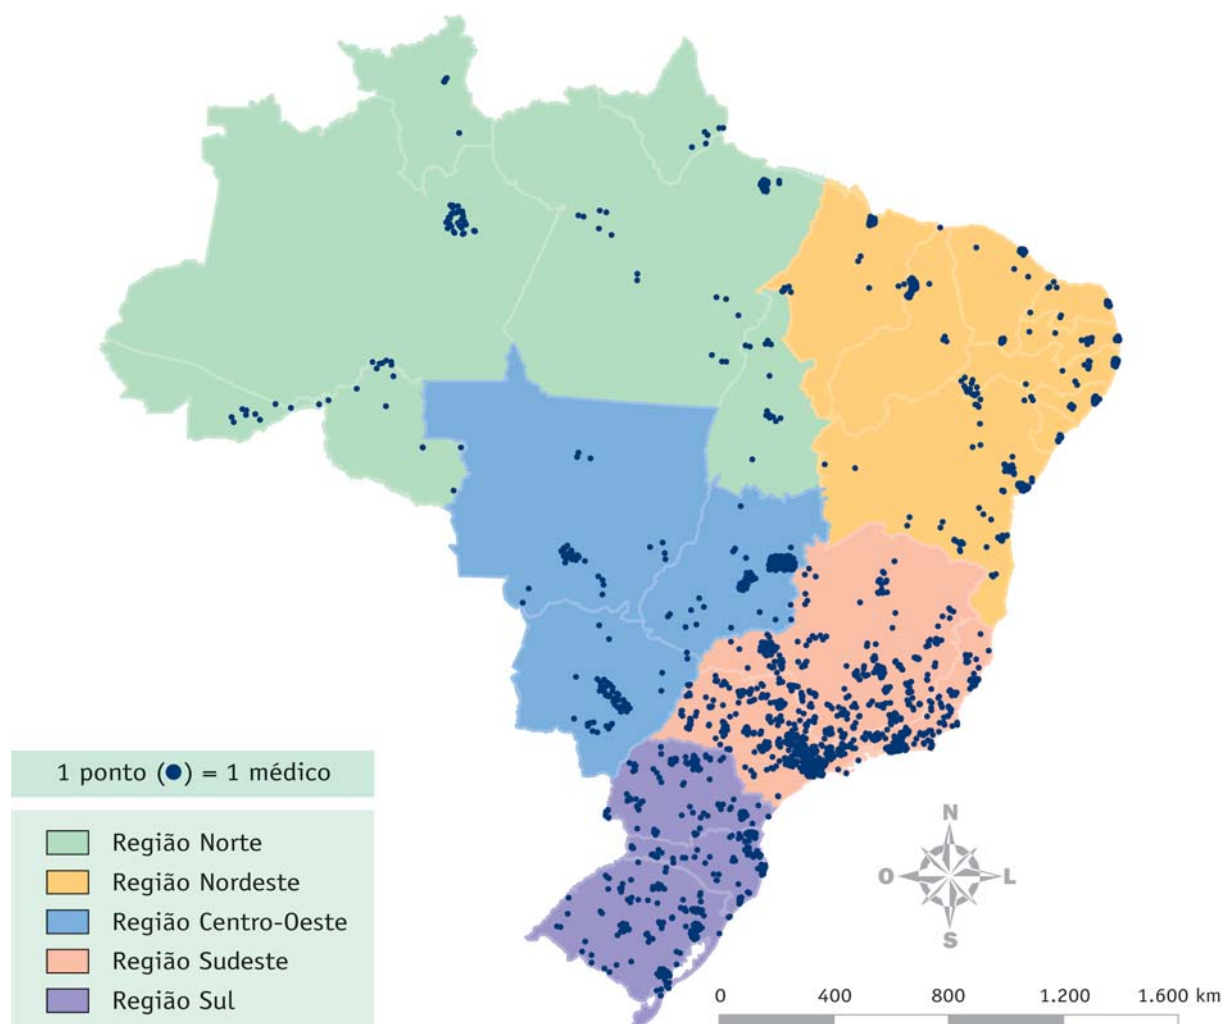 1 ponto (●) = 1 médico
Região Norte
Região Nordeste
Região Centro-Oeste
Região Sudeste
Região Sul
N
O L
S
0 400 800 1.200 1.600 km